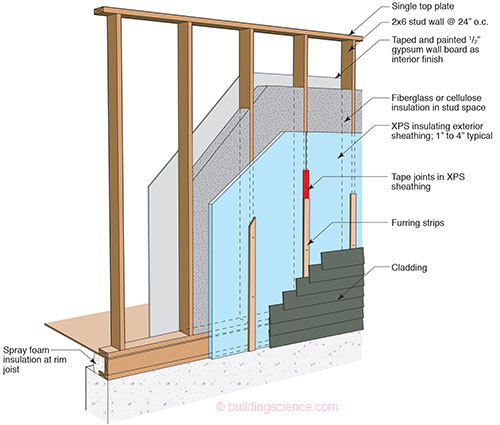 Single top plate
2x6 stud wall @ 24" o.c.
Taped and painted 1/2"
gypsum wall board as
interior finish
Fiberglass or cellulose
insulation in stud space
XPS insulating exterior
sheathing; 1" to 4" typical
Tape joints in XPS
sheathing
Furring strips
Cladding
Spray foam
insulation at rim
joist
© buildingscience.com